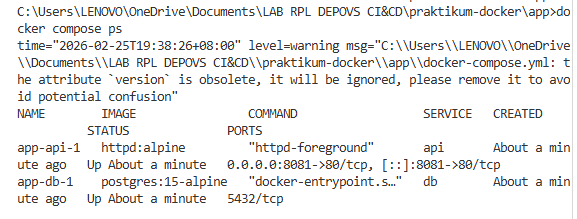 C:\Users\LENOVO\OneDrive\Documents\LAB RPL DEPOVS CI&CD\praktikum-docker\app>do
cker compose ps
time="2026-02-25T19:38:26+08:00" level=warning msg="C:\\Users\\LENOVO\\OneDrive
\\Documents\\LAB RPL DEPOVS CI&CD\\praktikum-docker\\app\\docker-compose.yml: t
he attribute `version` is obsolete, it will be ignored, please remove it to avo
id potential confusion"
NAME        IMAGE                COMMAND                  SERVICE   CREATED
          STATUS              PORTS
app-api-1   httpd:alpine         "httpd-foreground"       api       About a min
ute ago   Up About a minute   0.0.0.0:8081->80/tcp, [::]:8081->80/tcp
app-db-1    postgres:15-alpine   "docker-entrypoint.s…"   db        About a min
ute ago   Up About a minute   5432/tcp